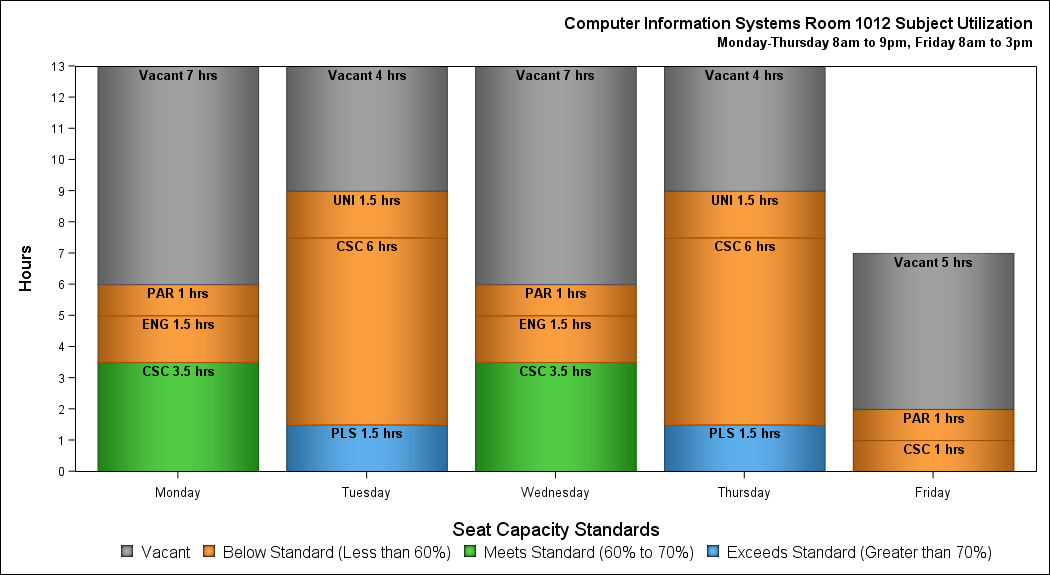 Computer Information Systems Room 1012 Subject Utilization
Monday-Thursday 8am to 9pm, Friday 8am to 3pm
Hours
13
12
11
10
9
8
7
6
5
4
3
2
1
0
Vacant 7 hrs
PAR 1 hrs
ENG 1.5 hrs
CSC 3.5 hrs
Vacant 4 hrs
UNI 1.5 hrs
CSC 6 hrs
PLS 1.5 hrs
Vacant 7 hrs
PAR 1 hrs
ENG 1.5 hrs
CSC 3.5 hrs
Vacant 4 hrs
UNI 1.5 hrs
CSC 6 hrs
PLS 1.5 hrs
Vacant 5 hrs
PAR 1 hrs
CSC 1 hrs
Monday Tuesday Wednesday Thursday Friday
Seat Capacity Standards
Vacant Below Standard (Less than 60%) Meets Standard (60% to 70%) Exceeds Standard (Greater than 70%)